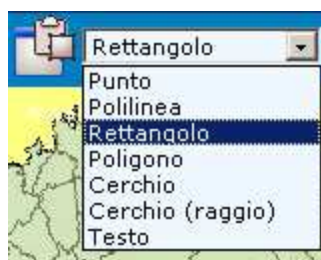 Rettangolo
Punto
Polilinea
Rettangolo
Poligono
Cerchio
Cerchio (raggio)
Testo